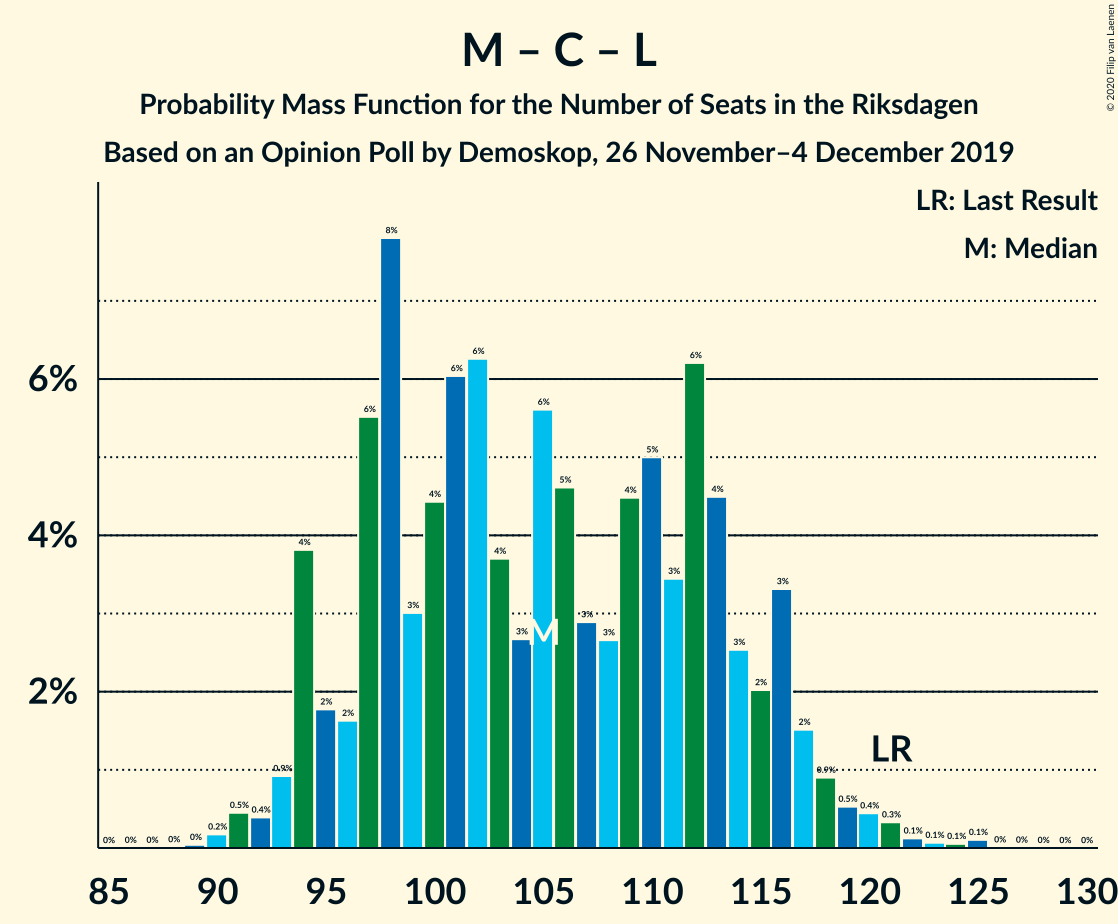 M – C – L
Probability Mass Function for the Number of Seats in the Riksdagen
Based on an Opinion Poll by Demoskop, 26 November–4 December 2019
© 2020 Filip van Laenen
LR: Last Result
M: Median
6%
4%
2%
0% 0% 0% 0% 0% 0.2% 0.5% 0.4% 0.9% 4% 2% 2% 6% 8% 3% 4% 6% 6% 4% 3% 6% 5% 3% 3% 4% 5% 3% 6% 4% 3% 2% 3% 2% 0.9% 0.5% 0.4% 0.3% 0.1% 0.1% 0.1% 0.1% 0% 0% 0% 0% 0%
M
LR
85 90 95 100 105 110 115 120 125 130